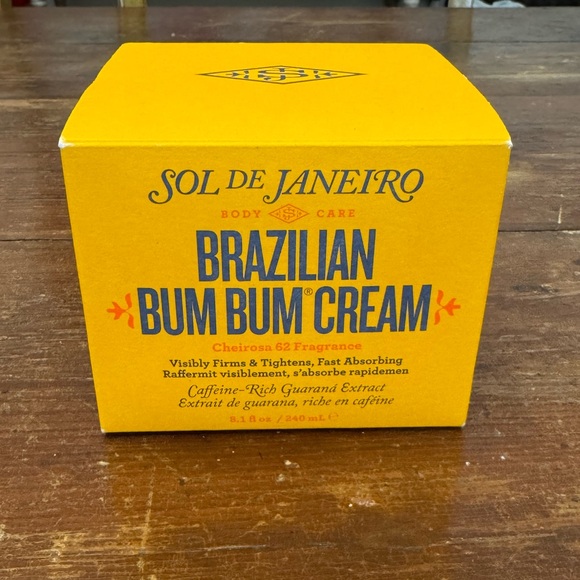 SOL DE JANEIRO
BODY CARE
BRAZILIAN
BUM BUM® CREAM
Cheirosa 62 Fragrance
Visibly Firms & Tightens, Fast Absorbing
Raffermit visiblement, s'absorbe rapidemen
Caffeine-Rich Guaraná Extract
Extrait de guarana, riche en caféine
8.1 fl oz / 240 mL ℮